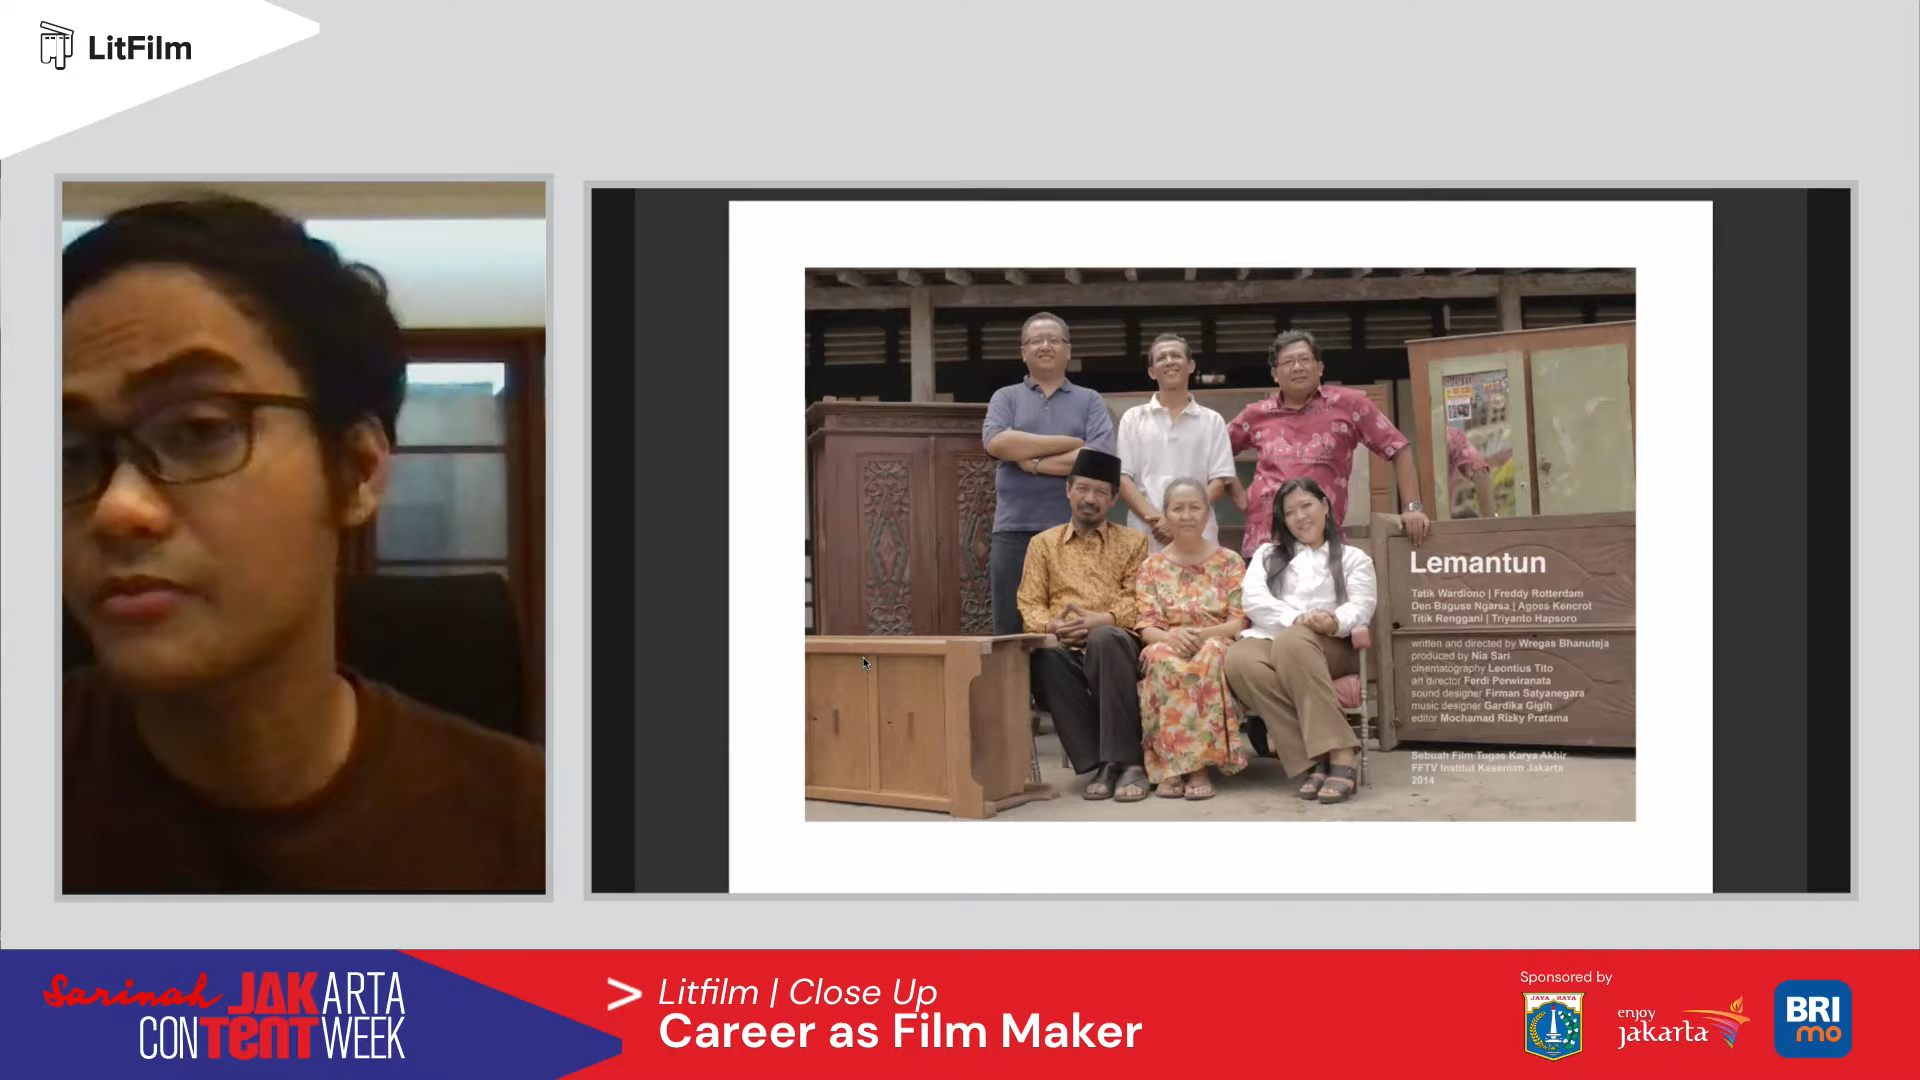 LitFilm
Lemantun
Tatik Wardiono | Freddy Rotterdam
Den Baguse Ngarsa | Agoes Kencrot
Titik Renggani | Triyanto Hapsoro
written and directed by Wregas Bhanuteja
produced by Nia Sari
cinematography Leontius Tito
art director Ferdi Perwiranata
sound designer Firman Satyanegara
music designer Gardika Gigih
editor Mochamad Rizky Pratama
Sebuah Film Tugas Karya Akhir
FFTV Institut Kesenian Jakarta
2014
Sarinah JAKARTA
CONTENT WEEK
> Litfilm | Close Up
Career as Film Maker
Sponsored by
JAYA RAYA
enjoy
jakarta
BRI
mo